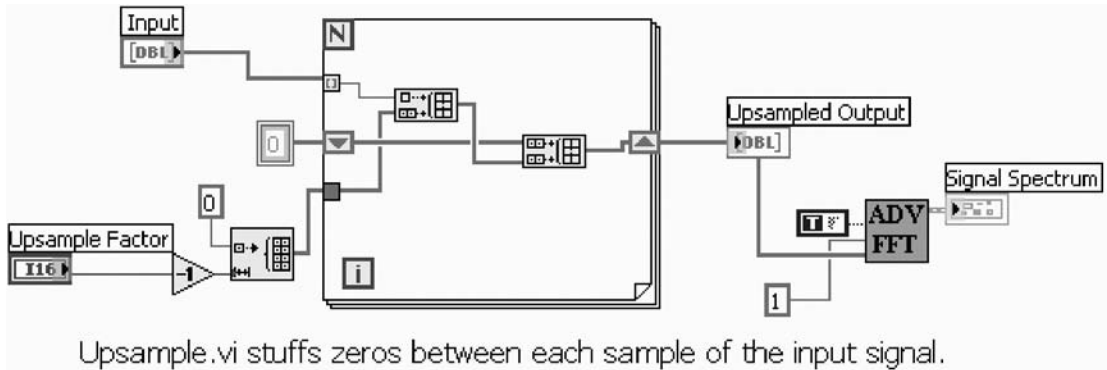 Input
[DBL]
N
Upsampled Output
DBL]
0
Signal Spectrum
0
T
ADV
FFT
Upsample Factor
I16
-1
i
1
Upsample.vi stuffs zeros between each sample of the input signal.